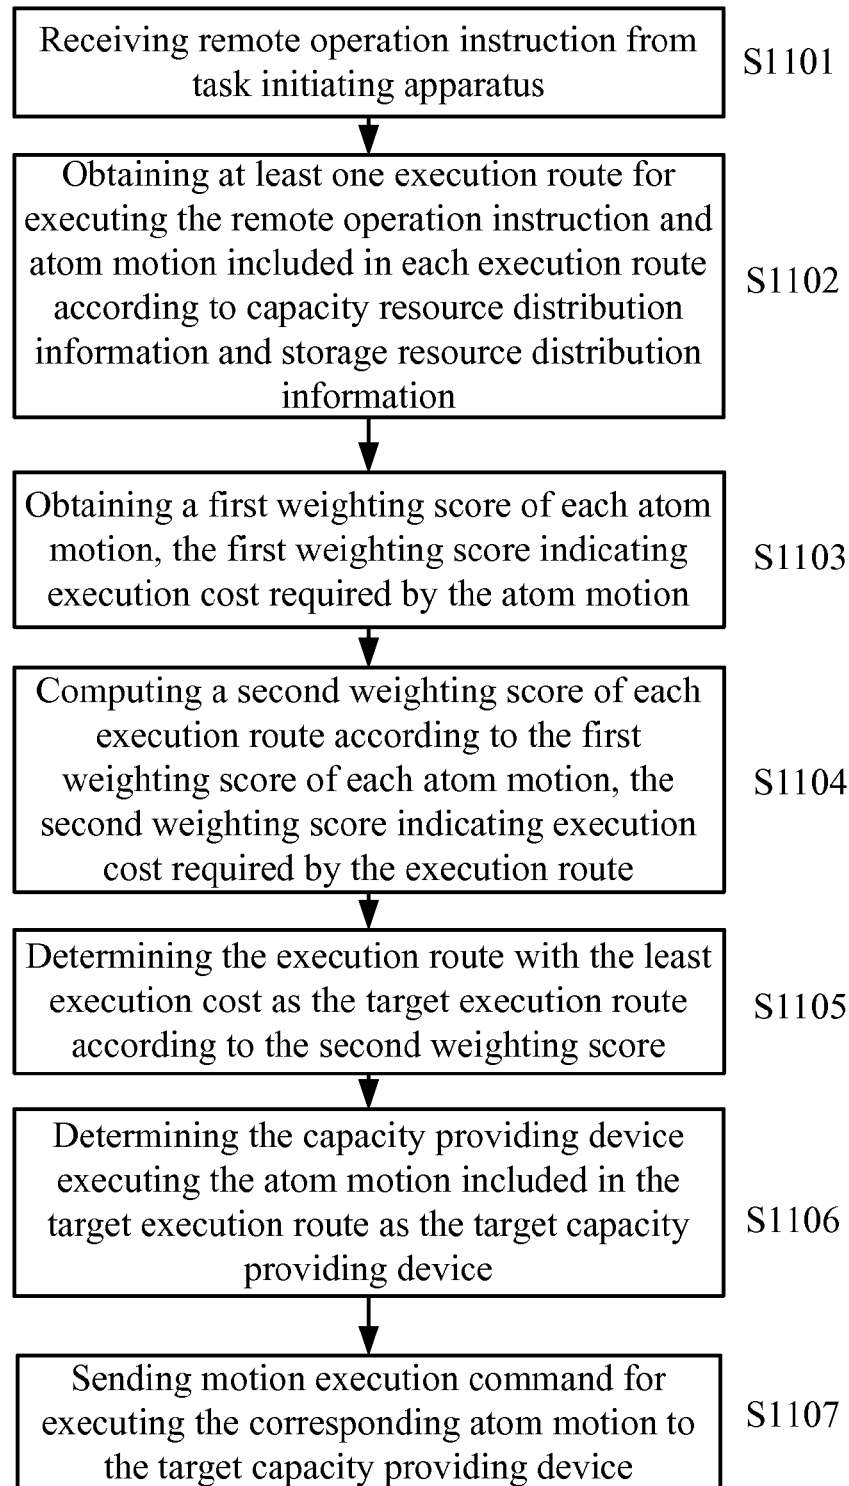 Receiving remote operation instruction from
task initiating apparatus
S1101
Obtaining at least one execution route for
executing the remote operation instruction and
atom motion included in each execution route
according to capacity resource distribution
information and storage resource distribution
information
S1102
Obtaining a first weighting score of each atom
motion, the first weighting score indicating
execution cost required by the atom motion
S1103
Computing a second weighting score of each
execution route according to the first
weighting score of each atom motion, the
second weighting score indicating execution
cost required by the execution route
S1104
Determining the execution route with the least
execution cost as the target execution route
according to the second weighting score
S1105
Determining the capacity providing device
executing the atom motion included in the
target execution route as the target capacity
providing device
S1106
Sending motion execution command for
executing the corresponding atom motion to
the target capacity providing device
S1107